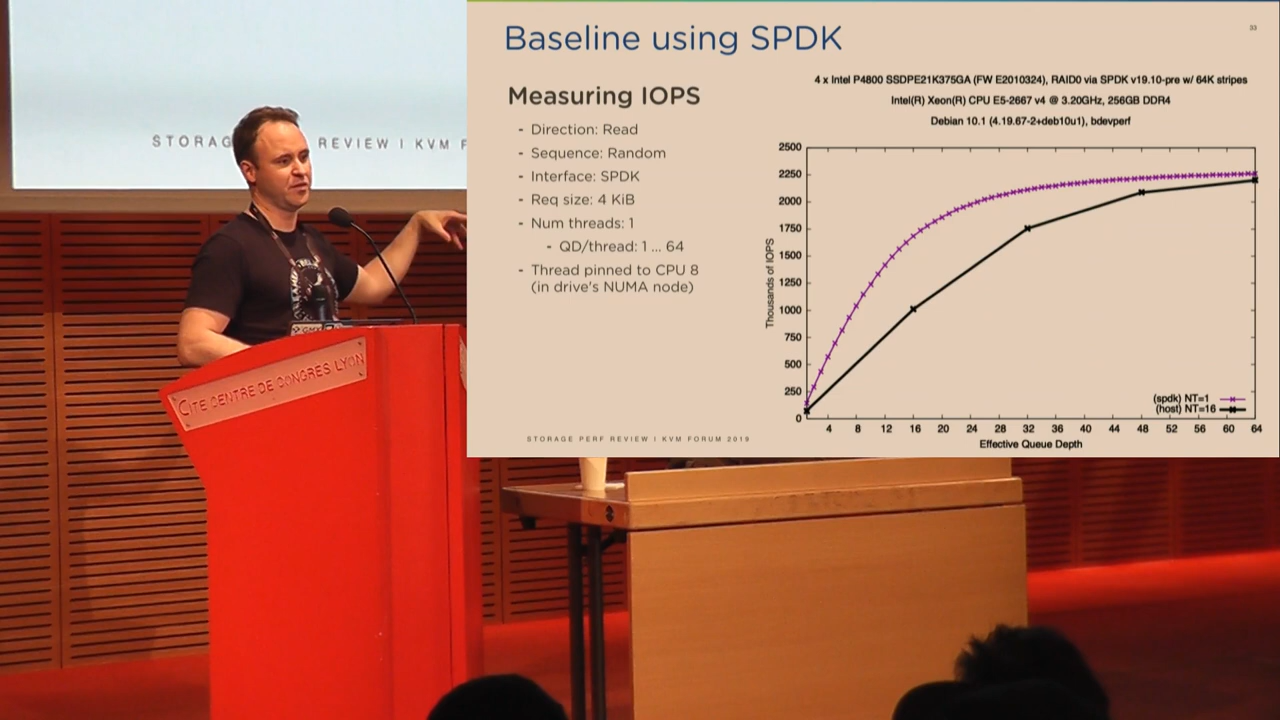 STORAG REVIEW | KVM F
CITE CENTRE DE CONGRES LYON
Baseline using SPDK
33
Measuring IOPS
- Direction: Read
- Sequence: Random
- Interface: SPDK
- Req size: 4 KiB
- Num threads: 1
- QD/thread: 1 ... 64
- Thread pinned to CPU 8
(in drive's NUMA node)
4 x Intel P4800 SSDPE21K375GA (FW E2010324), RAID0 via SPDK v19.10-pre w/ 64K stripes
Intel(R) Xeon(R) CPU E5-2667 v4 @ 3.20GHz, 256GB DDR4
Debian 10.1 (4.19.67-2+deb10u1), bdevperf
Thousands of IOPS
2500
2250
2000
1750
1500
1250
1000
750
500
250
0
(spdk) NT=1
(host) NT=16
4 8 12 16 20 24 28 32 36 40 44 48 52 56 60 64
Effective Queue Depth
STORAGE PERF REVIEW | KVM FORUM 2019